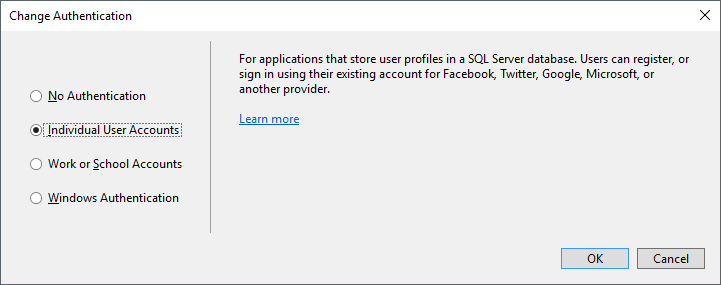 Change Authentication
No Authentication
Individual User Accounts
Work or School Accounts
Windows Authentication
For applications that store user profiles in a SQL Server database. Users can register, or
sign in using their existing account for Facebook, Twitter, Google, Microsoft, or
another provider.
Learn more
OK
Cancel